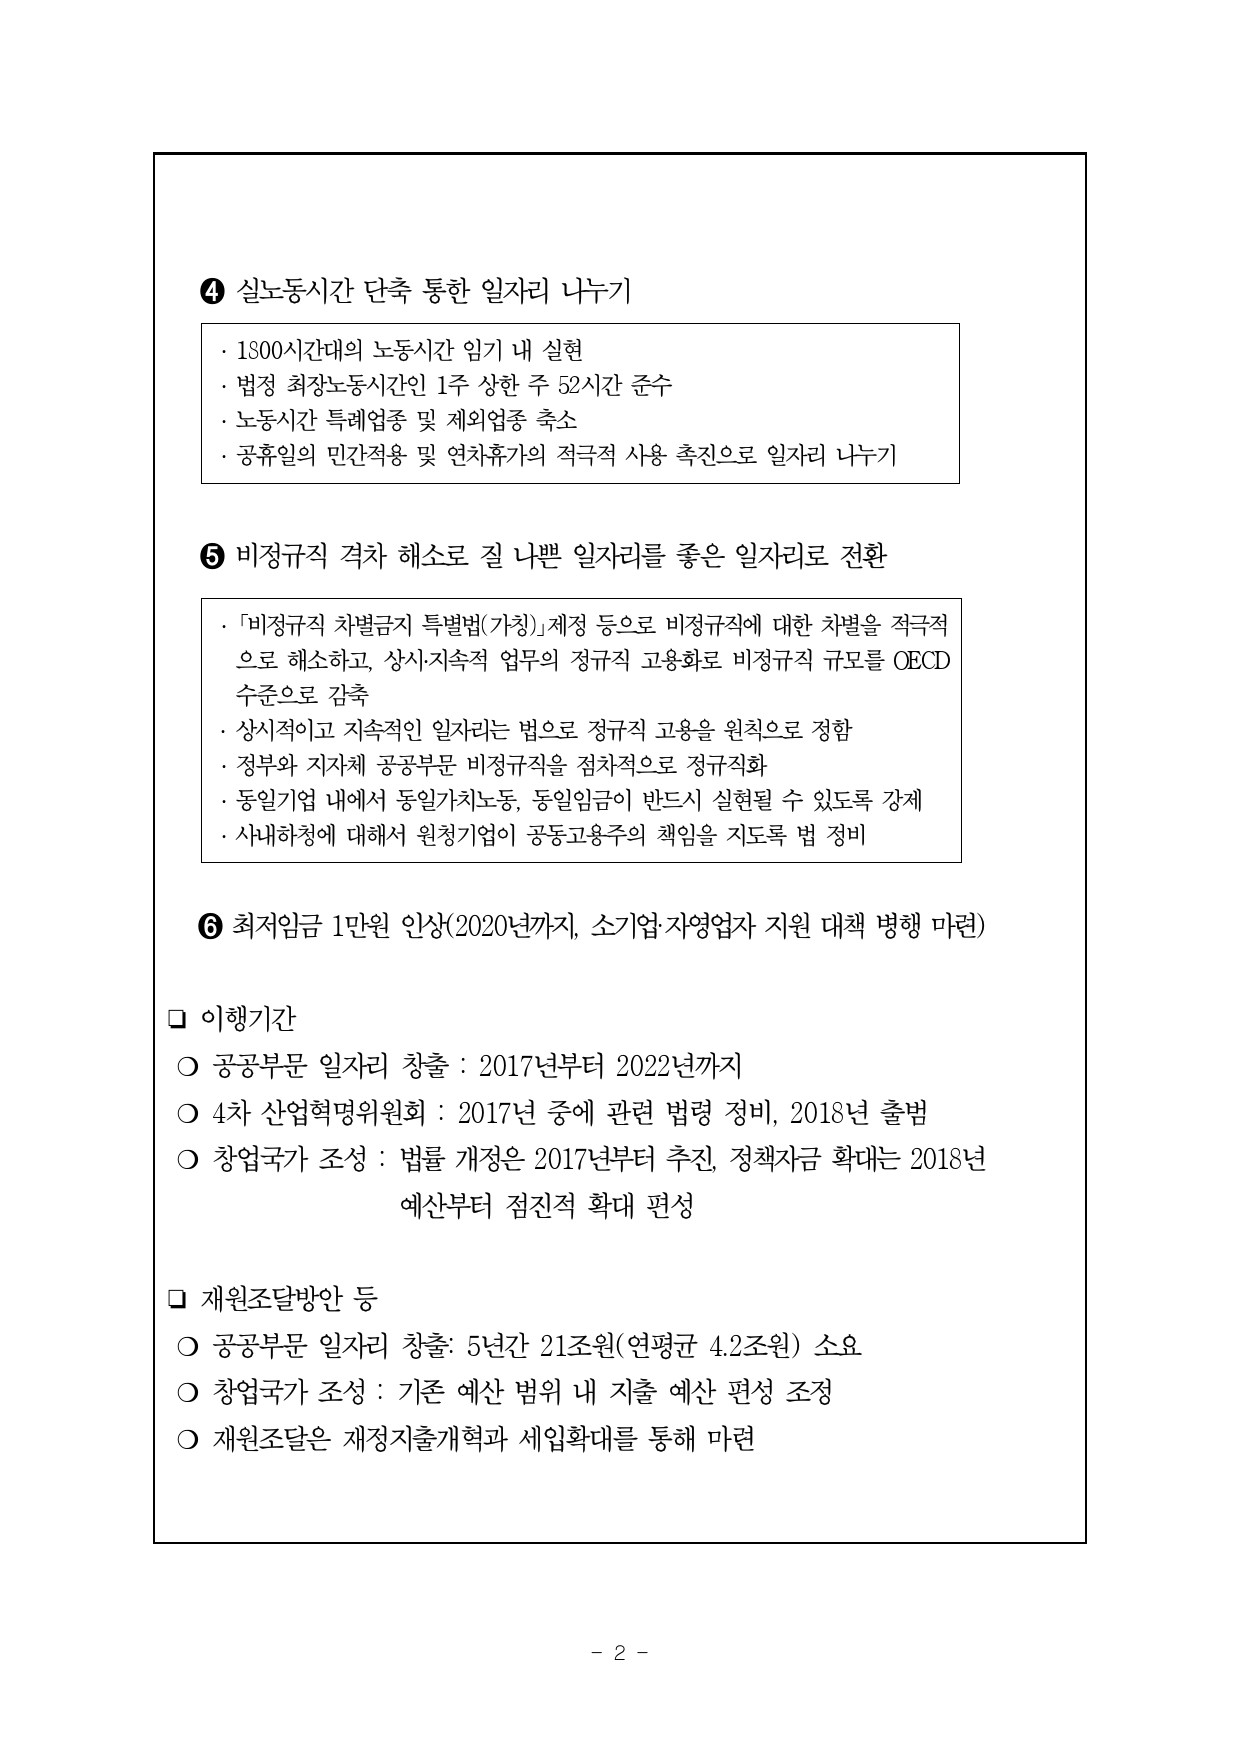 ❹ 실노동시간 단축 통한 일자리 나누기
· 1800시간대의 노동시간 임기 내 실현
· 법정 최장노동시간인 1주 상한 주 52시간 준수
· 노동시간 특례업종 및 제외업종 축소
· 공휴일의 민간적용 및 연차휴가의 적극적 사용 촉진으로 일자리 나누기
❺ 비정규직 격차 해소로 질 나쁜 일자리를 좋은 일자리로 전환
· ｢비정규직 차별금지 특별법(가칭)｣제정 등으로 비정규직에 대한 차별을 적극적
으로 해소하고, 상시·지속적 업무의 정규직 고용화로 비정규직 규모를 OECD
수준으로 감축
· 상시적이고 지속적인 일자리는 법으로 정규직 고용을 원칙으로 정함
· 정부와 지자체 공공부문 비정규직을 점차적으로 정규직화
· 동일기업 내에서 동일가치노동, 동일임금이 반드시 실현될 수 있도록 강제
· 사내하청에 대해서 원청기업이 공동고용주의 책임을 지도록 법 정비
❻ 최저임금 1만원 인상(2020년까지, 소기업·자영업자 지원 대책 병행 마련)
❏ 이행기간
❍ 공공부문 일자리 창출 : 2017년부터 2022년까지
❍ 4차 산업혁명위원회 : 2017년 중에 관련 법령 정비, 2018년 출범
❍ 창업국가 조성 : 법률 개정은 2017년부터 추진, 정책자금 확대는 2018년
예산부터 점진적 확대 편성
❏ 재원조달방안 등
❍ 공공부문 일자리 창출: 5년간 21조원(연평균 4.2조원) 소요
❍ 창업국가 조성 : 기존 예산 범위 내 지출 예산 편성 조정
❍ 재원조달은 재정지출개혁과 세입확대를 통해 마련
- 2 -